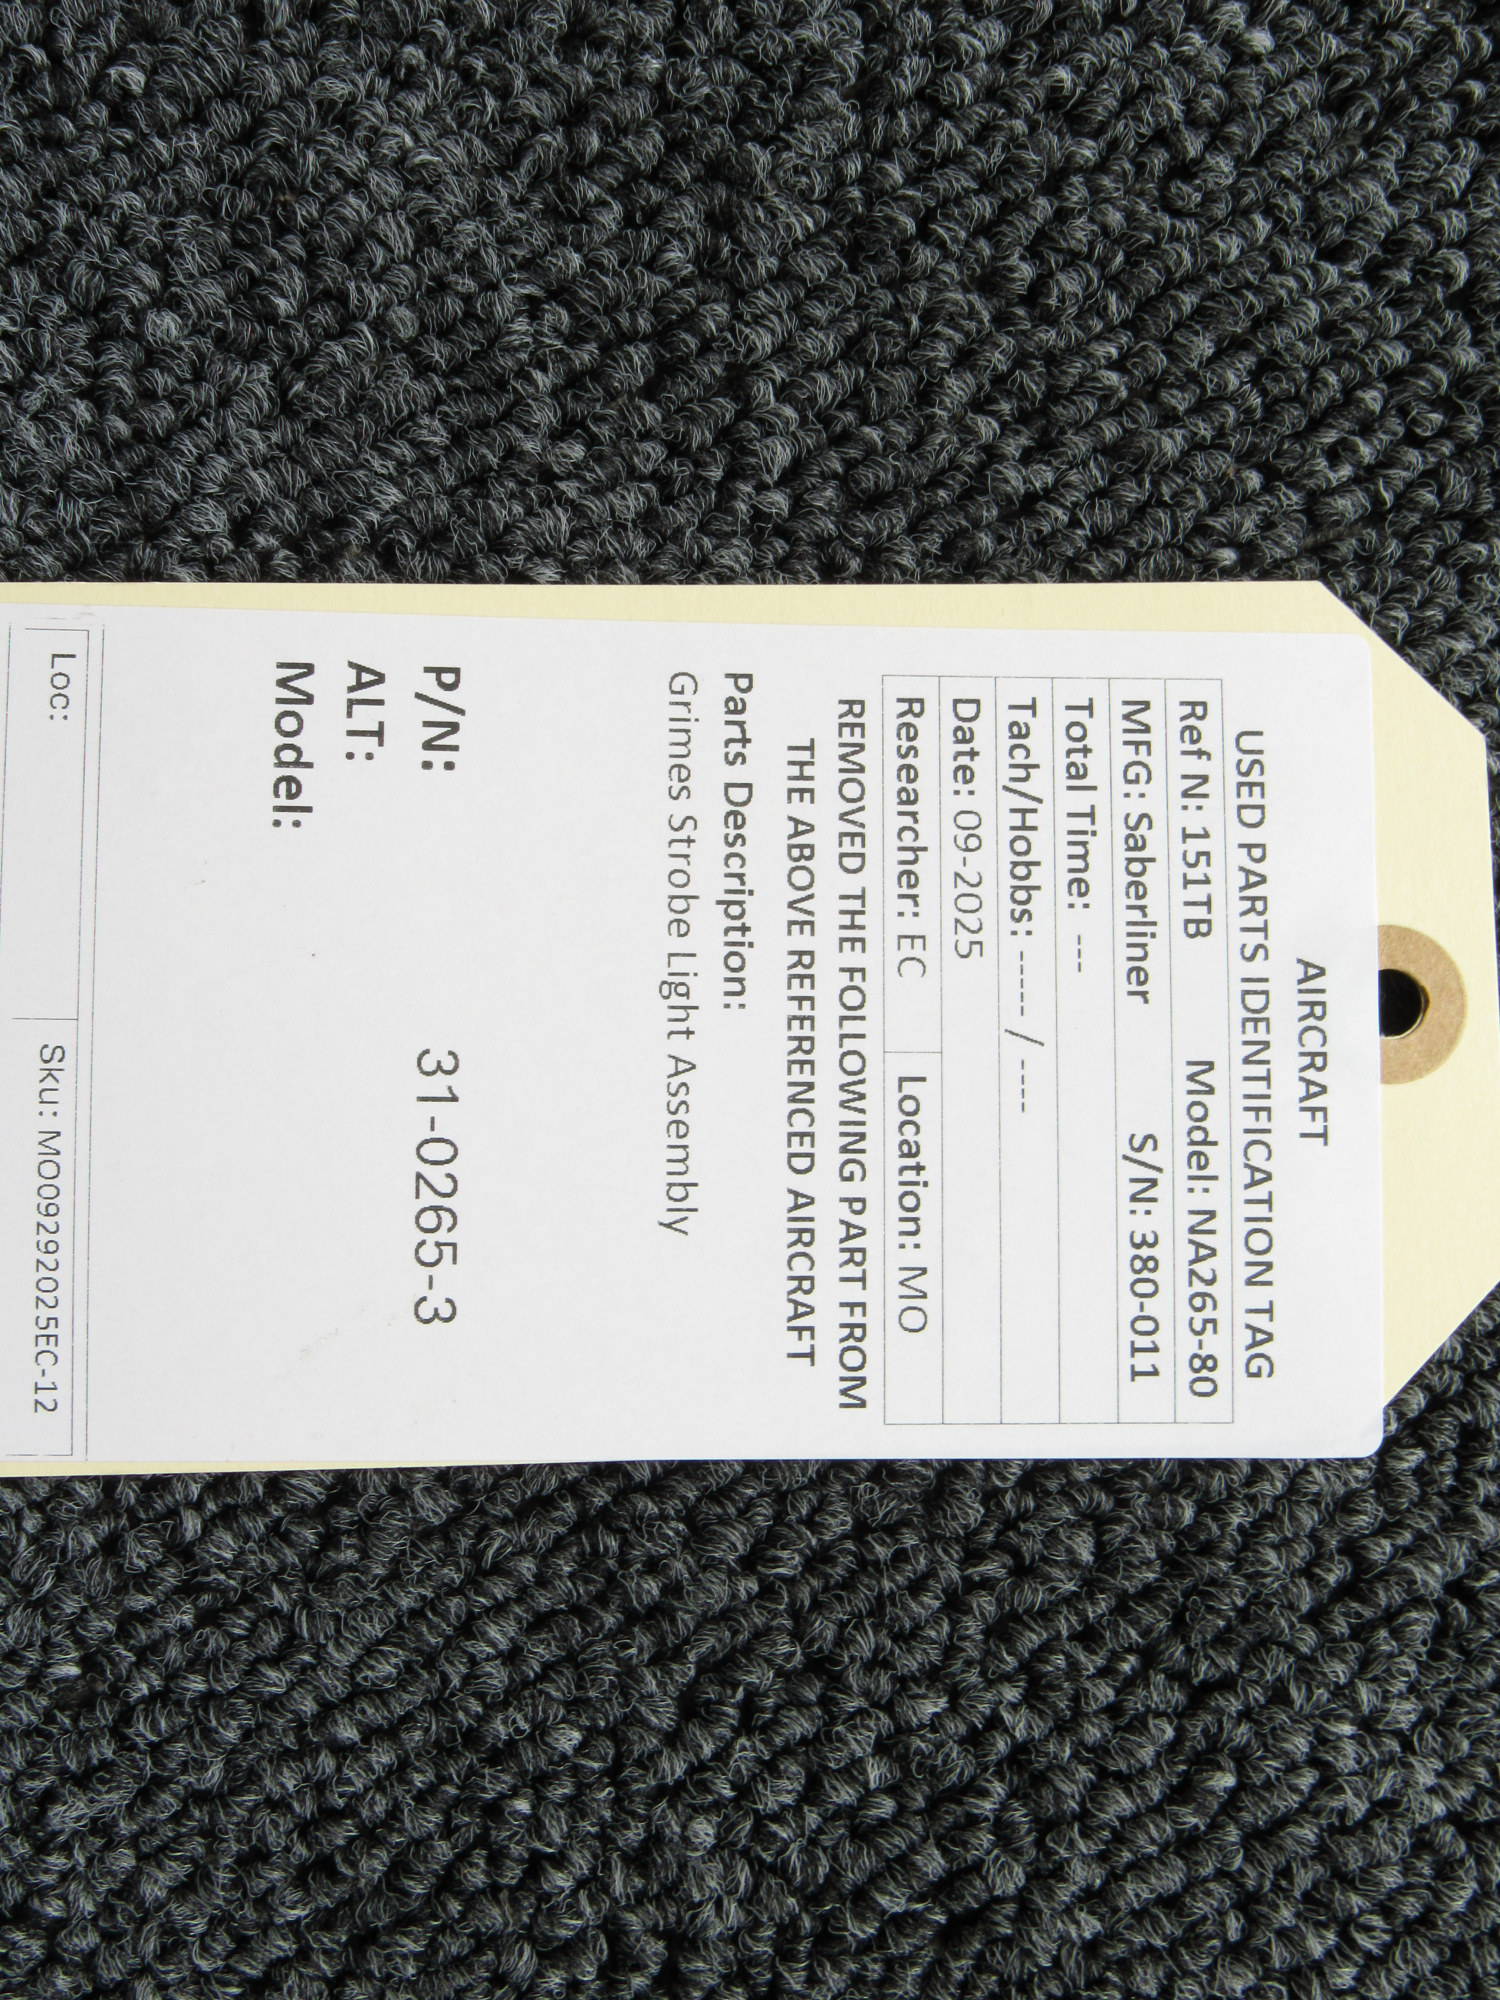 AIRCRAFT
USED PARTS IDENTIFICATION TAG
Ref N: 151TB Model: NA265-80
MFG: Saberliner S/N: 380-011
Total Time: ---
Tach/Hobbs: ----- / ----
Date: 09-2025
Researcher: EC Location: MO
REMOVED THE FOLLOWING PART FROM
THE ABOVE REFERENCED AIRCRAFT
Parts Description:
Grimes Strobe Light Assembly
P/N: 31-0265-3
ALT:
Model:
Loc: Sku: MO09292025EC-12